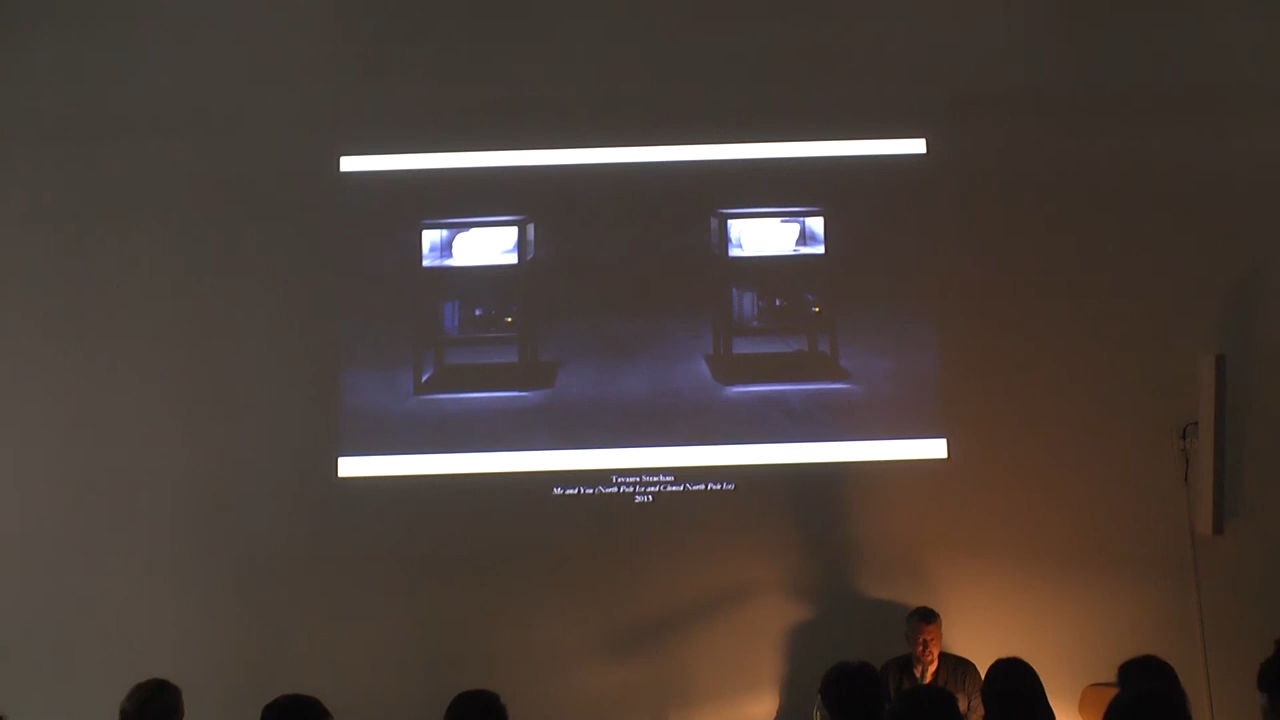 Tavares Strachan
Me and You (North Pole Ice and Cloned North Pole Ice)
2013